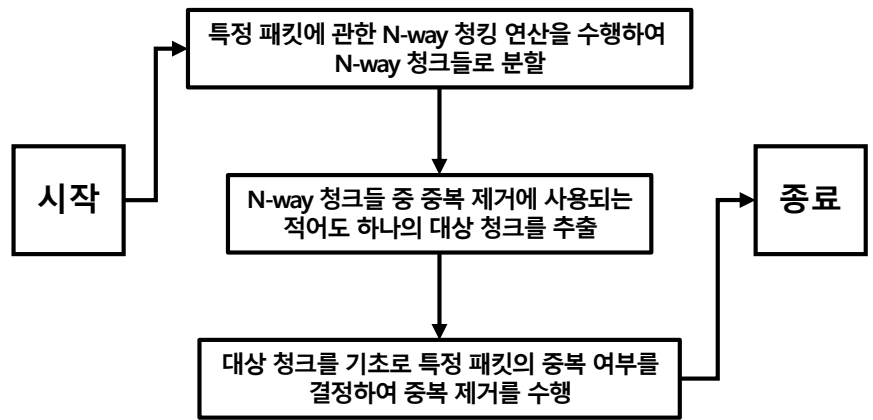 시작
특정 패킷에 관한 N-way 청킹 연산을 수행하여
N-way 청크들로 분할
N-way 청크들 중 중복 제거에 사용되는
적어도 하나의 대상 청크를 추출
대상 청크를 기초로 특정 패킷의 중복 여부를
결정하여 중복 제거를 수행
종료